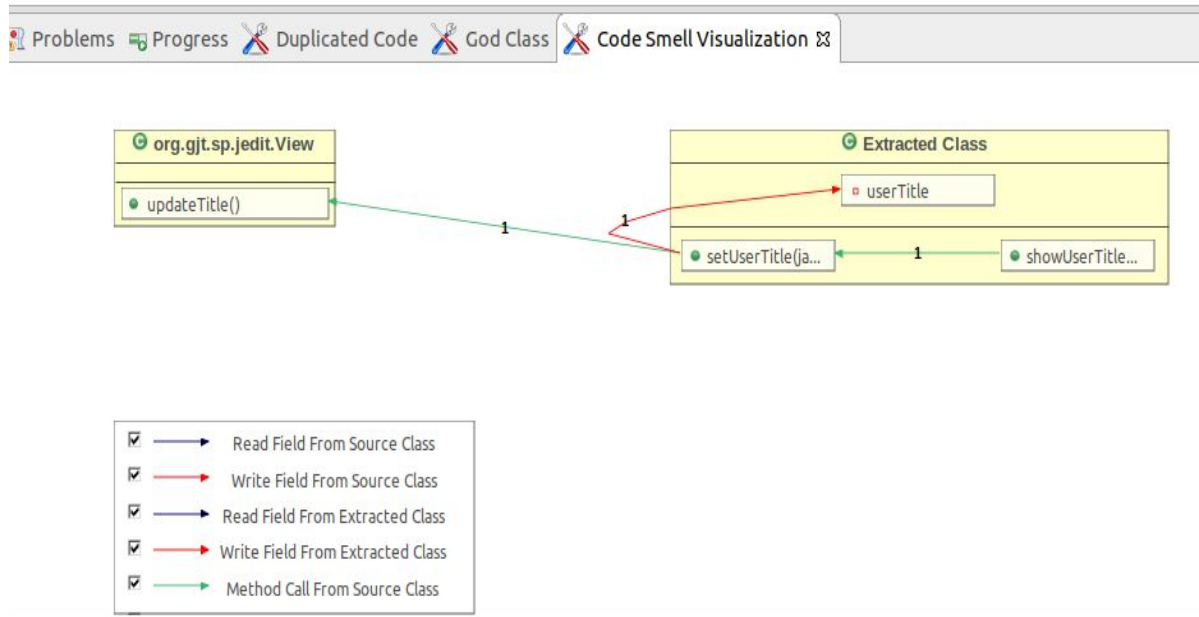 Problems Progress Duplicated Code God Class Code Smell Visualization
org.gjt.sp.jedit.View
Extracted Class
userTitle
updateTitle()
1
1
setUserTitle(ja...
1
showUserTitle...
Read Field From Source Class
Write Field From Source Class
Read Field From Extracted Class
Write Field From Extracted Class
Method Call From Source Class